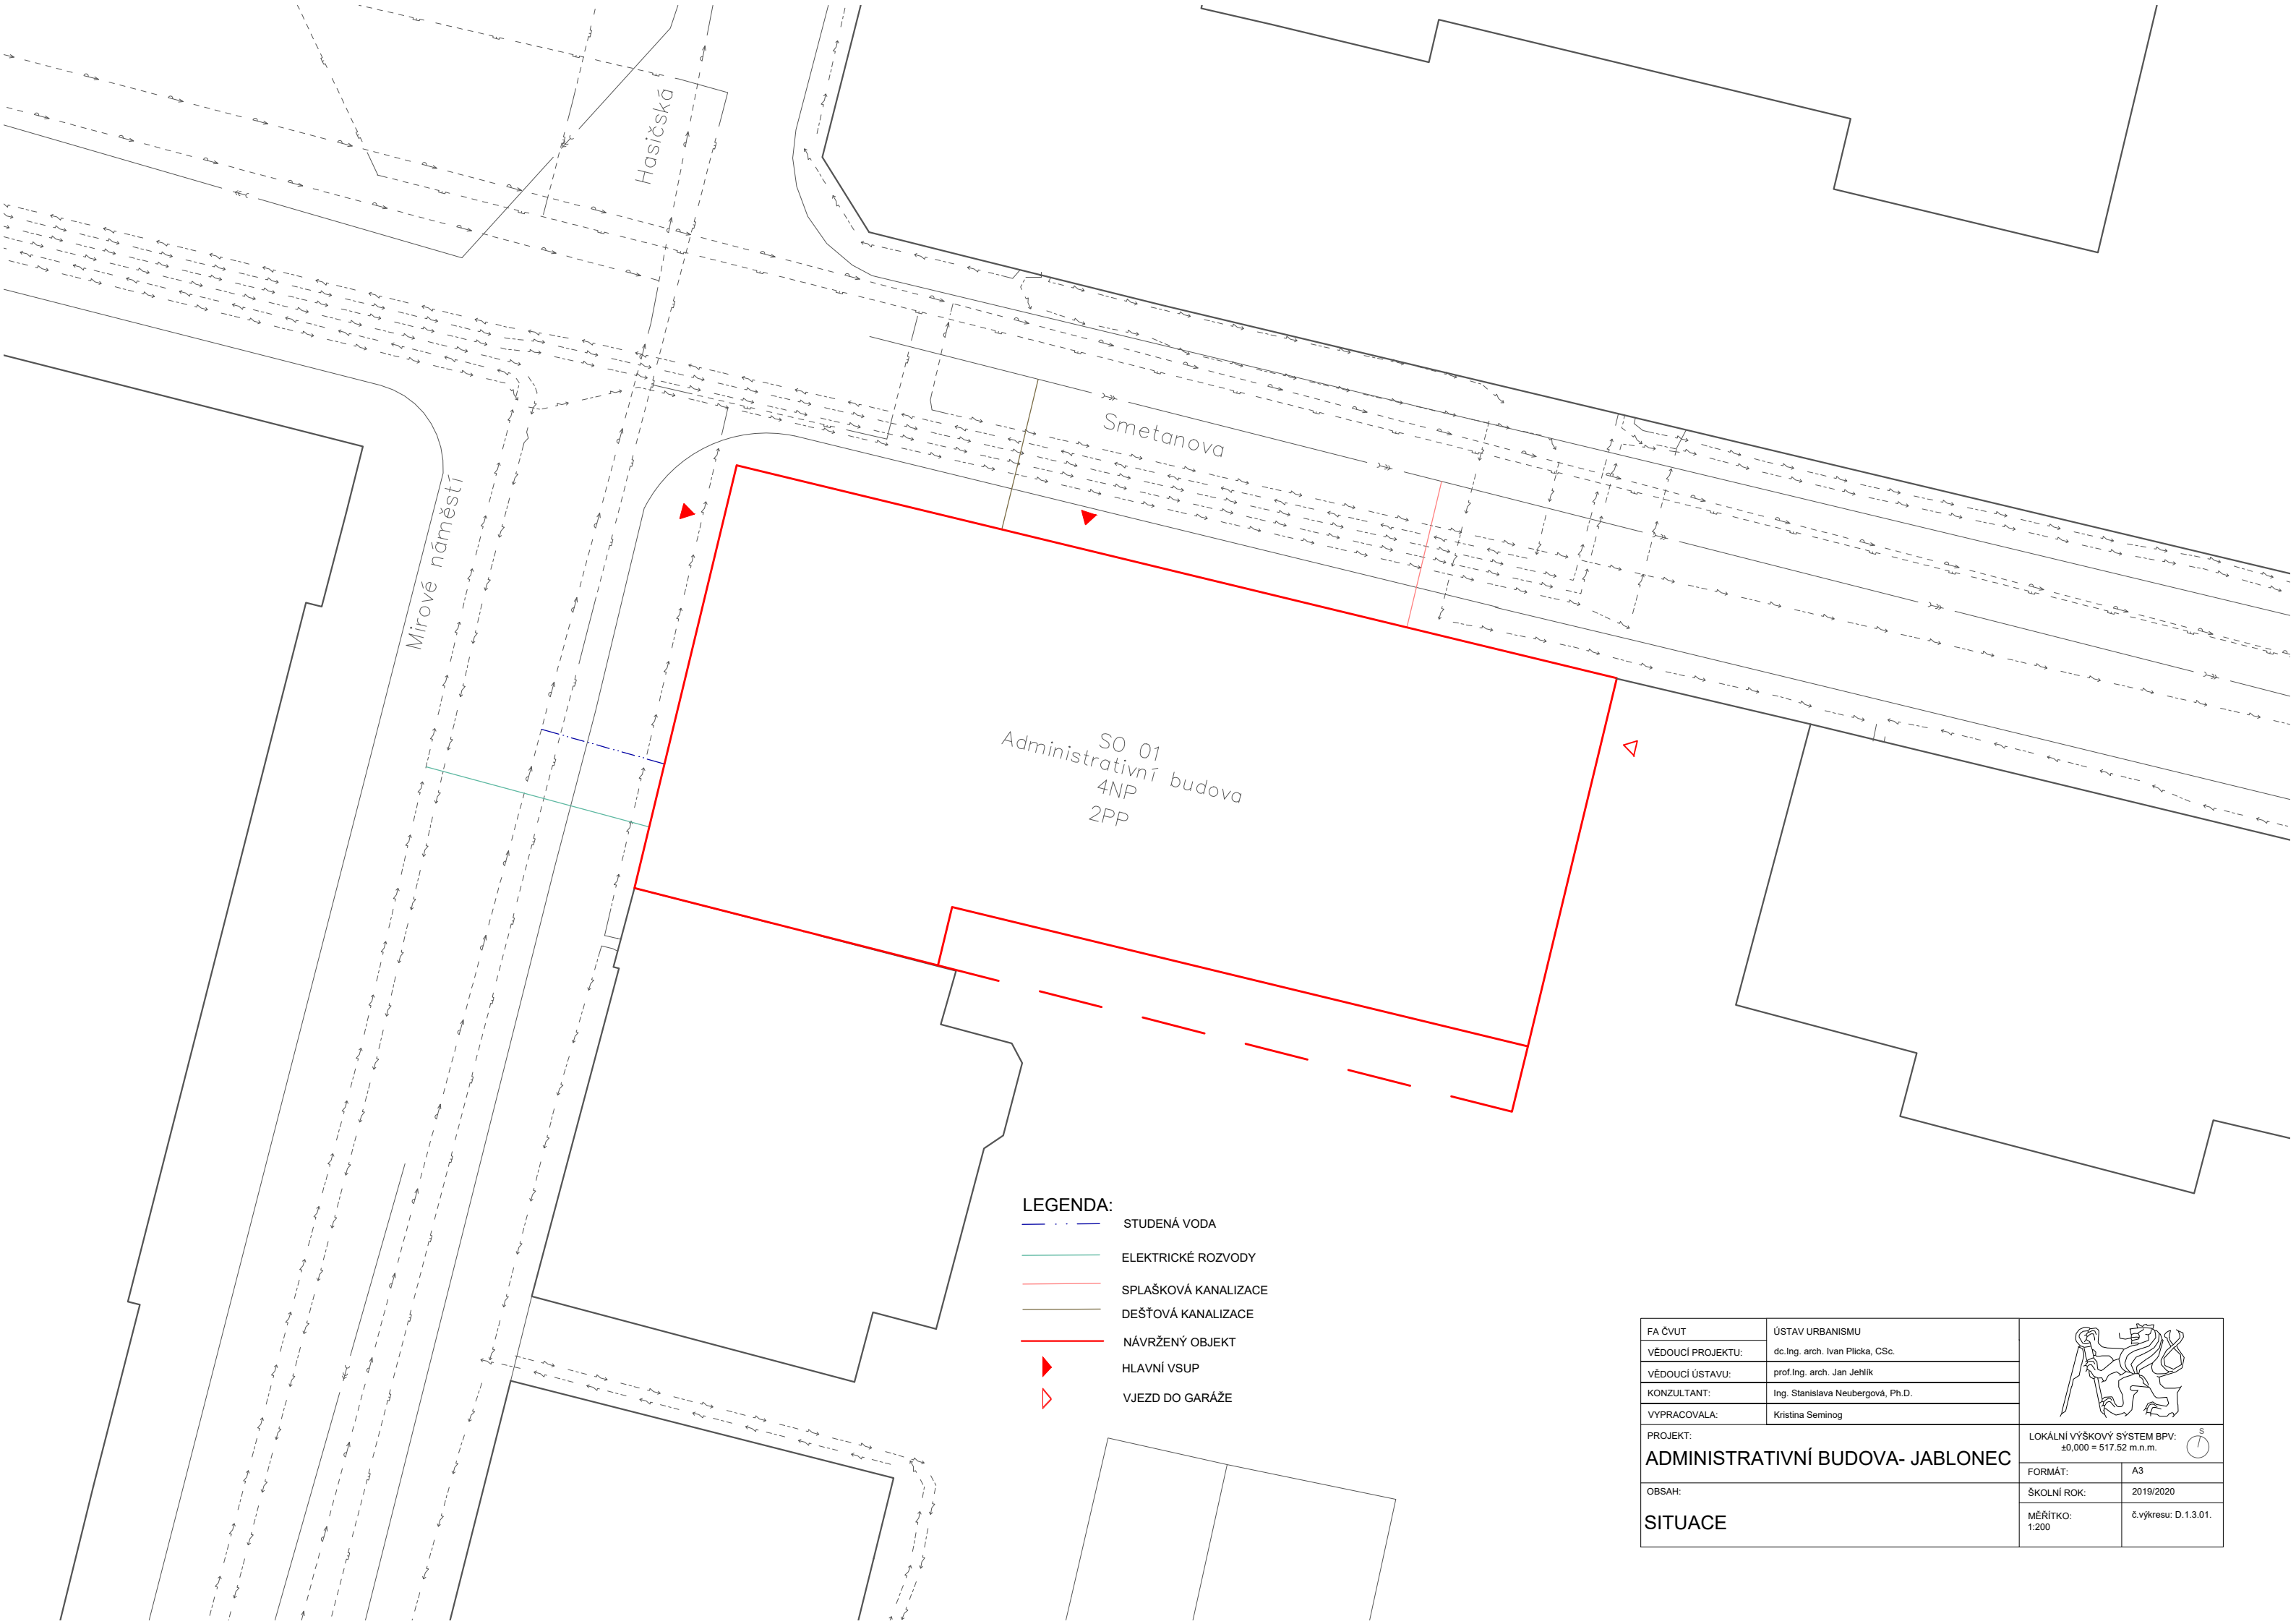 Hasičská
Smetanova
Mírové náměstí
SO 01
Administrativní budova
4NP
2PP
LEGENDA:
STUDENÁ VODA
ELEKTRICKÉ ROZVODY
SPLAŠKOVÁ KANALIZACE
DEŠŤOVÁ KANALIZACE
NÁVRŽENÝ OBJEKT
HLAVNÍ VSUP
VJEZD DO GARÁŽE
FA ČVUT ÚSTAV URBANISMU
VĚDOUCÍ PROJEKTU: dc.Ing. arch. Ivan Plicka, CSc.
VĚDOUCÍ ÚSTAVU: prof.Ing. arch. Jan Jehlík
KONZULTANT: Ing. Stanislava Neubergová, Ph.D.
VYPRACOVALA: Kristina Seminog
PROJEKT:
ADMINISTRATIVNÍ BUDOVA- JABLONEC
LOKÁLNÍ VÝŠKOVÝ SÝSTEM BPV:
±0,000 = 517.52 m.n.m.
S
FORMÁT: A3
OBSAH:
SITUACE
ŠKOLNÍ ROK: 2019/2020
MĚŘÍTKO:
1:200
č.výkresu: D.1.3.01.